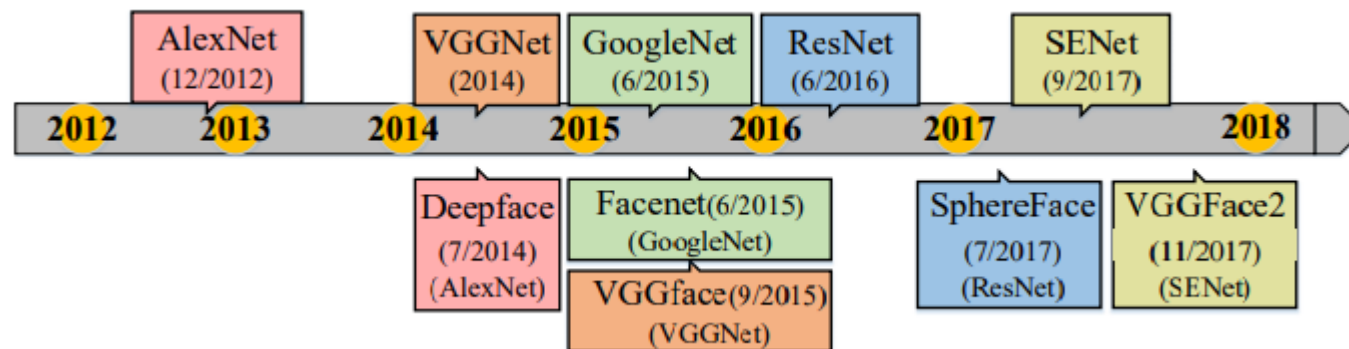 AlexNet
(12/2012)
VGGNet
(2014)
GoogleNet
(6/2015)
ResNet
(6/2016)
SENet
(9/2017)
2012 2013 2014 2015 2016 2017 2018
Deepface
(7/2014)
(AlexNet)
Facenet(6/2015)
(GoogleNet)
VGGface(9/2015)
(VGGNet)
SphereFace
(7/2017)
(ResNet)
VGGFace2
(11/2017)
(SENet)